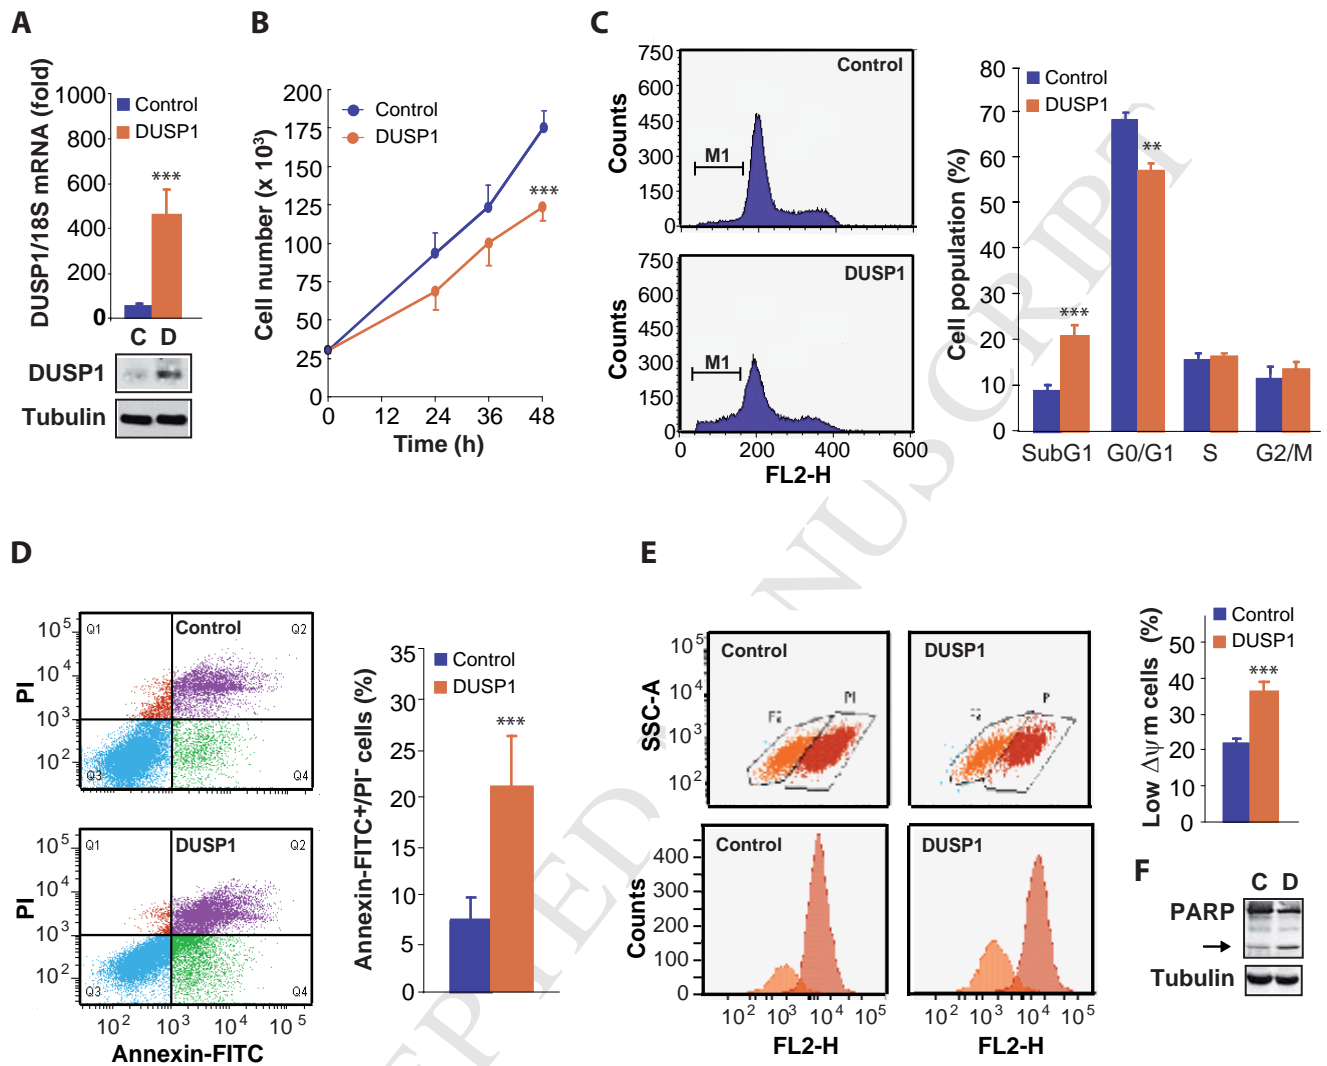 A
DUSP1/18S mRNA (fold)
1000
800
600
400
200
0
Control
DUSP1
***
C D
DUSP1
Tubulin
B
Cell number (x 10³)
200
175
150
125
100
75
50
25
0
Control
DUSP1
***
0 12 24 36 48
Time (h)
C
Counts
750
600
450
300
150
0
Control
M1
Counts
750
600
450
300
150
0
DUSP1
M1
0 200 400 600
FL2-H
Cell population (%)
80
70
60
50
40
30
20
10
0
Control
DUSP1
***
**
SubG1 G0/G1 S G2/M
D
PI
10⁵
10⁴
10³
10²
Q1 Control Q2
Q3 Q4
PI
10⁵
10⁴
10³
10²
Q1 DUSP1 Q2
Q3 Q4
10² 10³ 10⁴ 10⁵
Annexin-FITC
Annexin-FITC⁺/PI⁻ cells (%)
35
30
25
20
15
10
5
0
Control
DUSP1
***
E
SSC-A
10⁵
10⁴
10³
10²
Control
PI
DUSP1
P
Counts
400
300
200
100
0
Control
DUSP1
10² 10³ 10⁴ 10⁵
10² 10³ 10⁴ 10⁵
FL2-H FL2-H
Low Δψm cells (%)
50
40
30
20
10
0
Control
DUSP1
***
F
C D
PARP
Tubulin
EPTED
NUSCRIPT